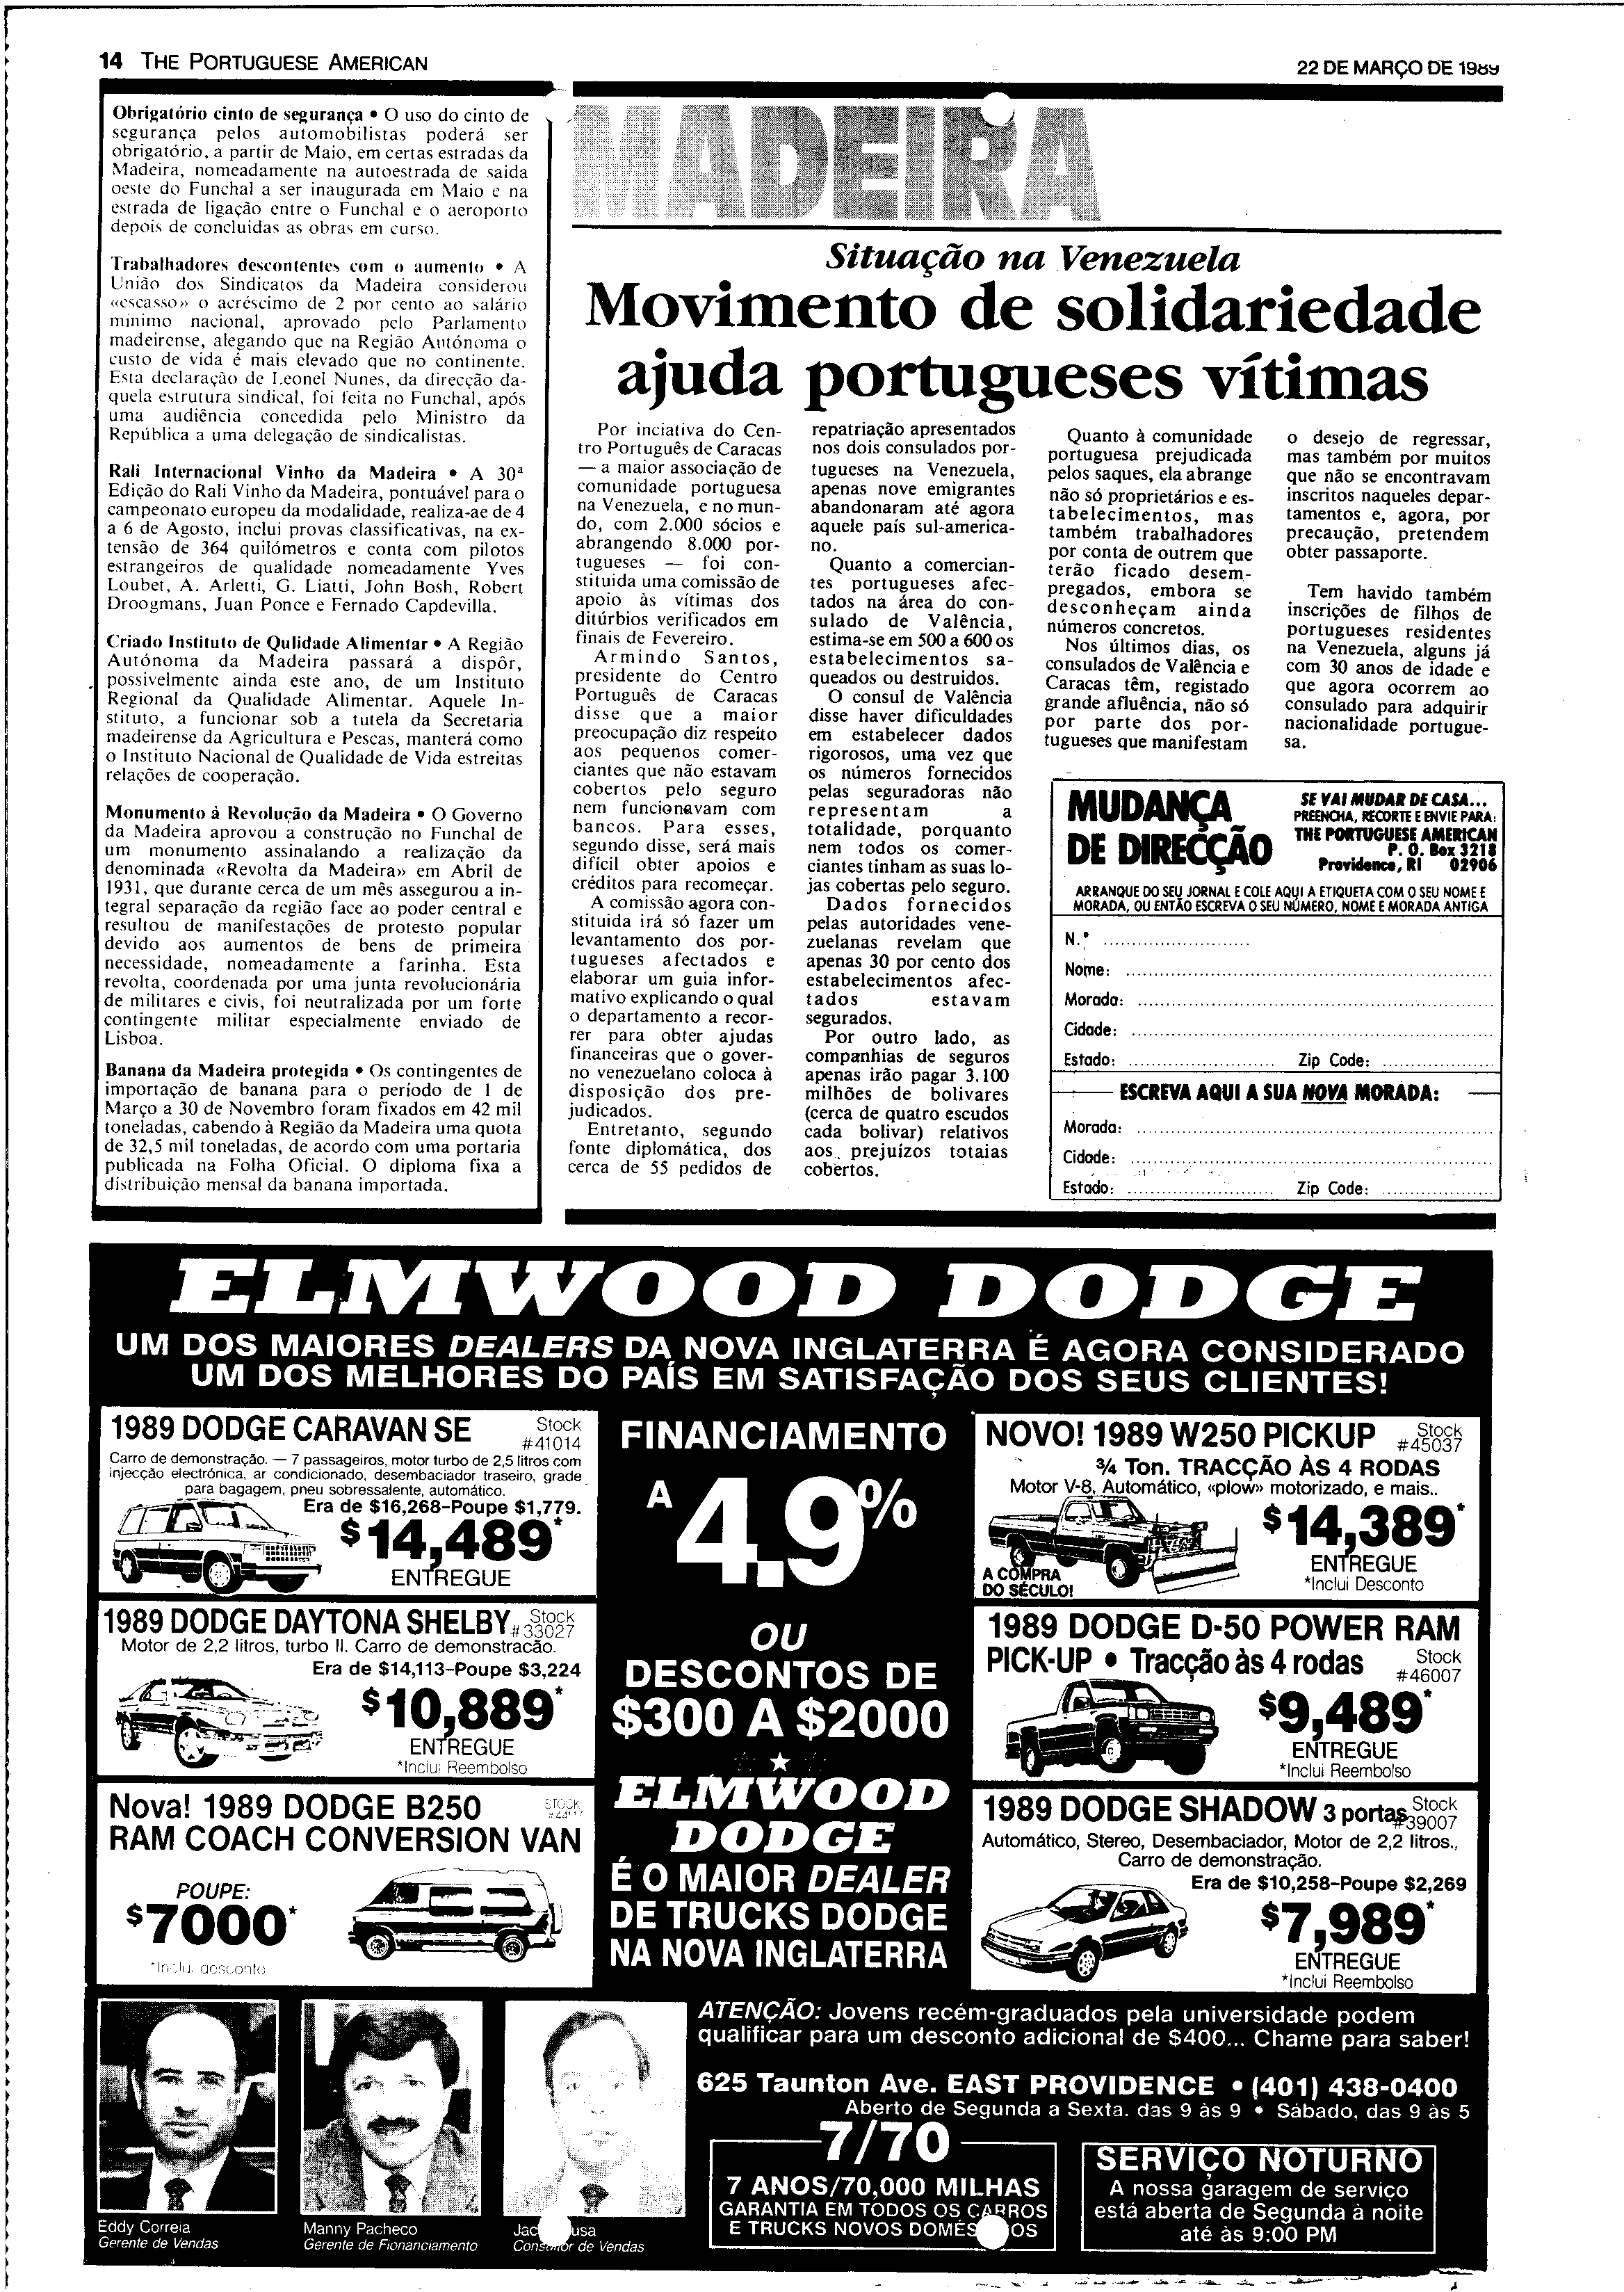 14 THE PORTUGUESE AMERICAN
22 DE MARÇO DE 1989
Obrigatório cinto de segurança • O uso do cinto de
segurança pelos automobilistas poderá ser
obrigatório, a partir de Maio, em certas estradas da
Madeira, nomeadamente na autoestrada de saida
oeste do Funchal a ser inaugurada em Maio e na
estrada de ligação entre o Funchal e o aeroporto
depois de concluidas as obras em curso.
Trabalhadores descontentes com o aumento • A
União dos Sindicatos da Madeira considerou
«escasso» o acréscimo de 2 por cento ao salário
mínimo nacional, aprovado pelo Parlamento
madeirense, alegando que na Região Autónoma o
custo de vida é mais elevado que no continente.
Esta declaração de Leonel Nunes, da direcção da-
quela estrutura sindical, foi feita no Funchal, após
uma audiência concedida pelo Ministro da
República a uma delegação de sindicalistas.
Rali Internacional Vinho da Madeira • A 30ª
Edição do Rali Vinho da Madeira, pontuável para o
campeonato europeu da modalidade, realiza-ae de 4
a 6 de Agosto, inclui provas classificativas, na ex-
tensão de 364 quilómetros e conta com pilotos
estrangeiros de qualidade nomeadamente Yves
Loubet, A. Arletti, G. Liatti, John Bosh, Robert
Droogmans, Juan Ponce e Fernado Capdevilla.
Criado Instituto de Qulidade Alimentar • A Região
Autónoma da Madeira passará a dispôr,
possivelmente ainda este ano, de um Instituto
Regional da Qualidade Alimentar. Aquele In-
stituto, a funcionar sob a tutela da Secretaria
madeirense da Agricultura e Pescas, manterá como
o Instituto Nacional de Qualidade de Vida estreitas
relações de cooperação.
Monumento à Revolução da Madeira • O Governo
da Madeira aprovou a construção no Funchal de
um monumento assinalando a realização da
denominada «Revolta da Madeira» em Abril de
1931, que durante cerca de um mês assegurou a in-
tegral separação da região face ao poder central e
resultou de manifestações de protesto popular
devido aos aumentos de bens de primeira
necessidade, nomeadamente a farinha. Esta
revolta, coordenada por uma junta revolucionária
de militares e civis, foi neutralizada por um forte
contingente militar especialmente enviado de
Lisboa.
Banana da Madeira protegida • Os contingentes de
importação de banana para o período de 1 de
Março a 30 de Novembro foram fixados em 42 mil
toneladas, cabendo à Região da Madeira uma quota
de 32,5 mil toneladas, de acordo com uma portaria
publicada na Folha Oficial. O diploma fixa a
distribuição mensal da banana importada.
MADEIRA
Situação na Venezuela
Movimento de solidariedade
ajuda portugueses vítimas
Por inciativa do Cen-
tro Português de Caracas
— a maior associação de
comunidade portuguesa
na Venezuela, e no mun-
do, com 2.000 sócios e
abrangendo 8.000 por-
tugueses — foi con-
stituida uma comissão de
apoio às vítimas dos
ditúrbios verificados em
finais de Fevereiro.
Armindo Santos,
presidente do Centro
Português de Caracas
disse que a maior
preocupação diz respeito
aos pequenos comer-
ciantes que não estavam
cobertos pelo seguro
nem funcionavam com
bancos. Para esses,
segundo disse, será mais
difícil obter apoios e
créditos para recomeçar.
A comissão agora con-
stituida irá só fazer um
levantamento dos por-
tugueses afectados e
elaborar um guia infor-
mativo explicando o qual
o departamento a recor-
rer para obter ajudas
financeiras que o gover-
no venezuelano coloca à
disposição dos pre-
judicados.
Entretanto, segundo
fonte diplomática, dos
cerca de 55 pedidos de
repatriação apresentados
nos dois consulados por-
tugueses na Venezuela,
apenas nove emigrantes
abandonaram até agora
aquele país sul-america-
no.
Quanto a comercian-
tes portugueses afec-
tados na área do con-
sulado de Valência,
estima-se em 500 a 600 os
estabelecimentos sa-
queados ou destruidos.
O consul de Valência
disse haver dificuldades
em estabelecer dados
rigorosos, uma vez que
os números fornecidos
pelas seguradoras não
representam a
totalidade, porquanto
nem todos os comer-
ciantes tinham as suas lo-
jas cobertas pelo seguro.
Dados fornecidos
pelas autoridades vene-
zuelanas revelam que
apenas 30 por cento dos
estabelecimentos afec-
tados estavam
segurados.
Por outro lado, as
companhias de seguros
apenas irão pagar 3.100
milhões de bolivares
(cerca de quatro escudos
cada bolivar) relativos
aos prejuízos totaias
cobertos.
Quanto à comunidade
portuguesa prejudicada
pelos saques, ela abrange
não só proprietários e es-
tabelecimentos, mas
também trabalhadores
por conta de outrem que
terão ficado desem-
pregados, embora se
desconheçam ainda
números concretos.
Nos últimos dias, os
consulados de Valência e
Caracas têm, registado
grande afluência, não só
por parte dos por-
tugueses que manifestam
o desejo de regressar,
mas também por muitos
que não se encontravam
inscritos naqueles depar-
tamentos e, agora, por
precaução, pretendem
obter passaporte.
Tem havido também
inscrições de filhos de
portugueses residentes
na Venezuela, alguns já
com 30 anos de idade e
que agora ocorrem ao
consulado para adquirir
nacionalidade portugue-
sa.
MUDANÇA
DE DIRECÇÃO
SE VAI MUDAR DE CASA...
PREENCHA, RECORTE E ENVIE PARA:
THE PORTUGUESE AMERICAN
P. O. Box 3218
Providence, RI 02906
ARRANQUE DO SEU JORNAL E COLE AQUI A ETIQUETA COM O SEU NOME E
MORADA, OU ENTÃO ESCREVA O SEU NÚMERO, NOME E MORADA ANTIGA
N.º
Nome:
Morada:
Cidade:
Estado: Zip Code:
ESCREVA AQUI A SUA NOVA MORADA:
Morada:
Cidade:
Estado: Zip Code:
ELMWOOD DODGE
UM DOS MAIORES DEALERS DA NOVA INGLATERRA É AGORA CONSIDERADO
UM DOS MELHORES DO PAÍS EM SATISFAÇÃO DOS SEUS CLIENTES!
1989 DODGE CARAVAN SE Stock
#41014
Carro de demonstração. — 7 passageiros, motor turbo de 2,5 litros com
injecção electrónica, ar condicionado, desembaciador traseiro, grade
para bagagem, pneu sobressalente, automático.
Era de $16,268-Poupe $1,779.
$14,489*
ENTREGUE
1989 DODGE DAYTONA SHELBY Stock
#33027
Motor de 2,2 litros, turbo II. Carro de demonstracão.
Era de $14,113-Poupe $3,224
$10,889*
ENTREGUE
*Inclui Reembolso
Nova! 1989 DODGE B250 STOCK
RAM COACH CONVERSION VAN
POUPE:
$7000*
*Inclui desconto
FINANCIAMENTO
A 4.9%
OU
DESCONTOS DE
$300 A $2000
ELMWOOD
DODGE
É O MAIOR DEALER
DE TRUCKS DODGE
NA NOVA INGLATERRA
NOVO! 1989 W250 PICKUP Stock
#45037
¾ Ton. TRACÇÃO ÀS 4 RODAS
Motor V-8, Automático, «plow» motorizado, e mais..
$14,389*
ENTREGUE
*Inclui Desconto
A COMPRA
DO SÉCULO!
1989 DODGE D-50 POWER RAM
PICK-UP • Tracção às 4 rodas Stock
#46007
$9,489*
ENTREGUE
*Inclui Reembolso
1989 DODGE SHADOW 3 portas Stock
#39007
Automático, Stereo, Desembaciador, Motor de 2,2 litros.,
Carro de demonstração.
Era de $10,258-Poupe $2,269
$7,989*
ENTREGUE
*Inclui Reembolso
Eddy Correia
Gerente de Vendas
Manny Pacheco
Gerente de Fionanciamento
de Vendas
ATENÇÃO: Jovens recém-graduados pela universidade podem
qualificar para um desconto adicional de $400... Chame para saber!
625 Taunton Ave. EAST PROVIDENCE • (401) 438-0400
Aberto de Segunda a Sexta. das 9 às 9 • Sábado, das 9 às 5
7/70
7 ANOS/70,000 MILHAS
GARANTIA EM TODOS OS CARROS
E TRUCKS NOVOS
SERVIÇO NOTURNO
A nossa garagem de serviço
está aberta de Segunda à noite
até às 9:00 PM